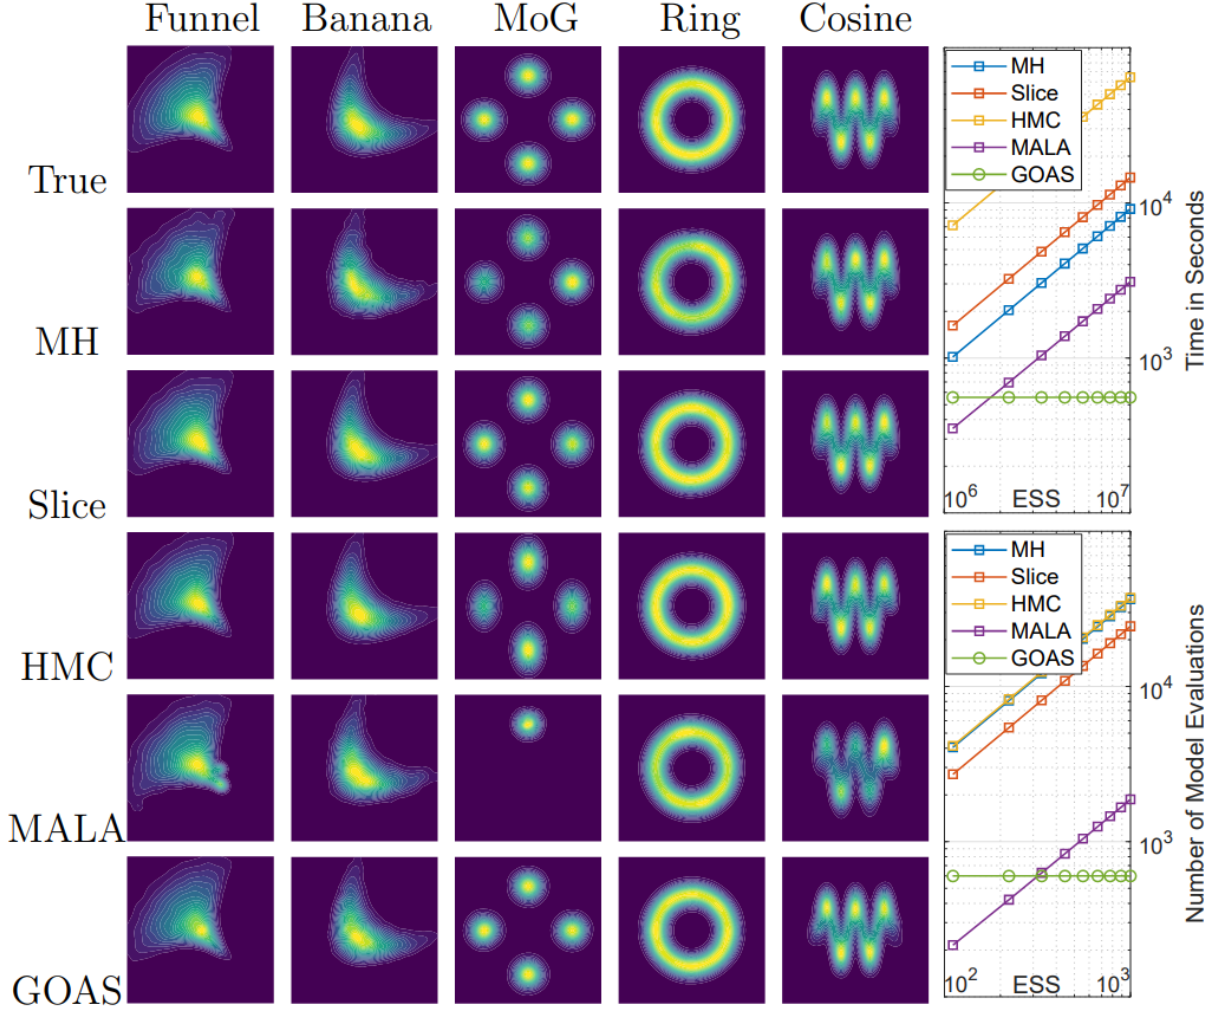 Funnel Banana MoG Ring Cosine
True
MH
Slice
HMC
MALA
GOAS
MH
Slice
HMC
MALA
GOAS
10^4
10^3
Time in Seconds
10^6 ESS 10^7
MH
Slice
HMC
MALA
GOAS
10^4
10^3
Number of Model Evaluations
10^2 ESS 10^3